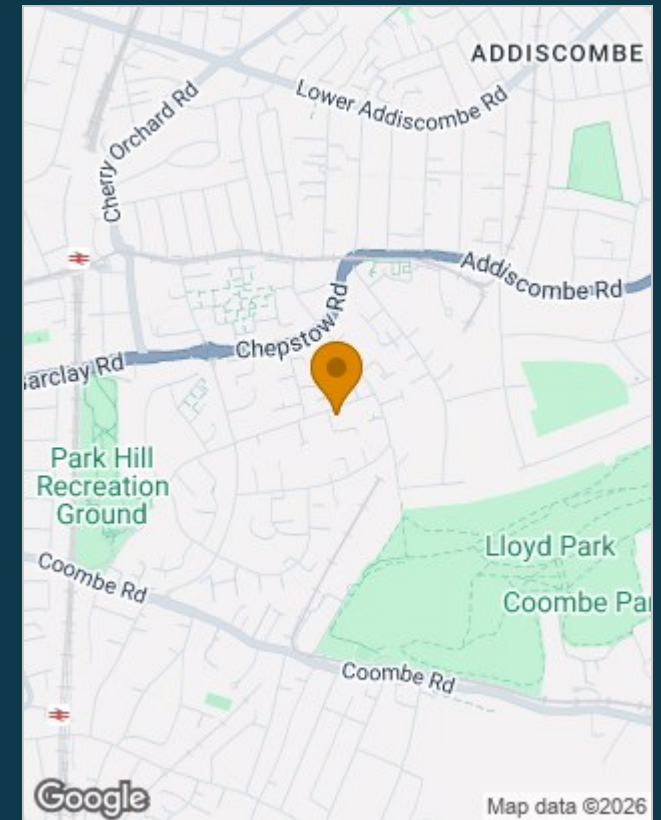 ADDISCOMBE
Lower Addiscombe Rd
Cherry Orchard Rd
Addiscombe Rd
Chepstow Rd
Barclay Rd
Park Hill
Recreation
Ground
Lloyd Park
Coombe Par
Coombe Rd
Coombe Rd
Google
Map data ©2026